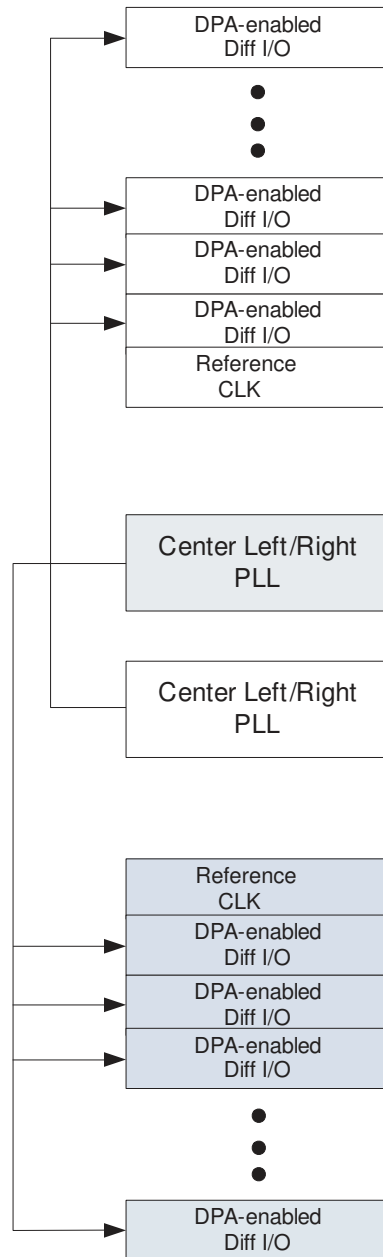 DPA-enabled
Diff I/O
DPA-enabled
Diff I/O
DPA-enabled
Diff I/O
DPA-enabled
Diff I/O
Reference
CLK
Center Left/Right
PLL
Center Left/Right
PLL
Reference
CLK
DPA-enabled
Diff I/O
DPA-enabled
Diff I/O
DPA-enabled
Diff I/O
DPA-enabled
Diff I/O